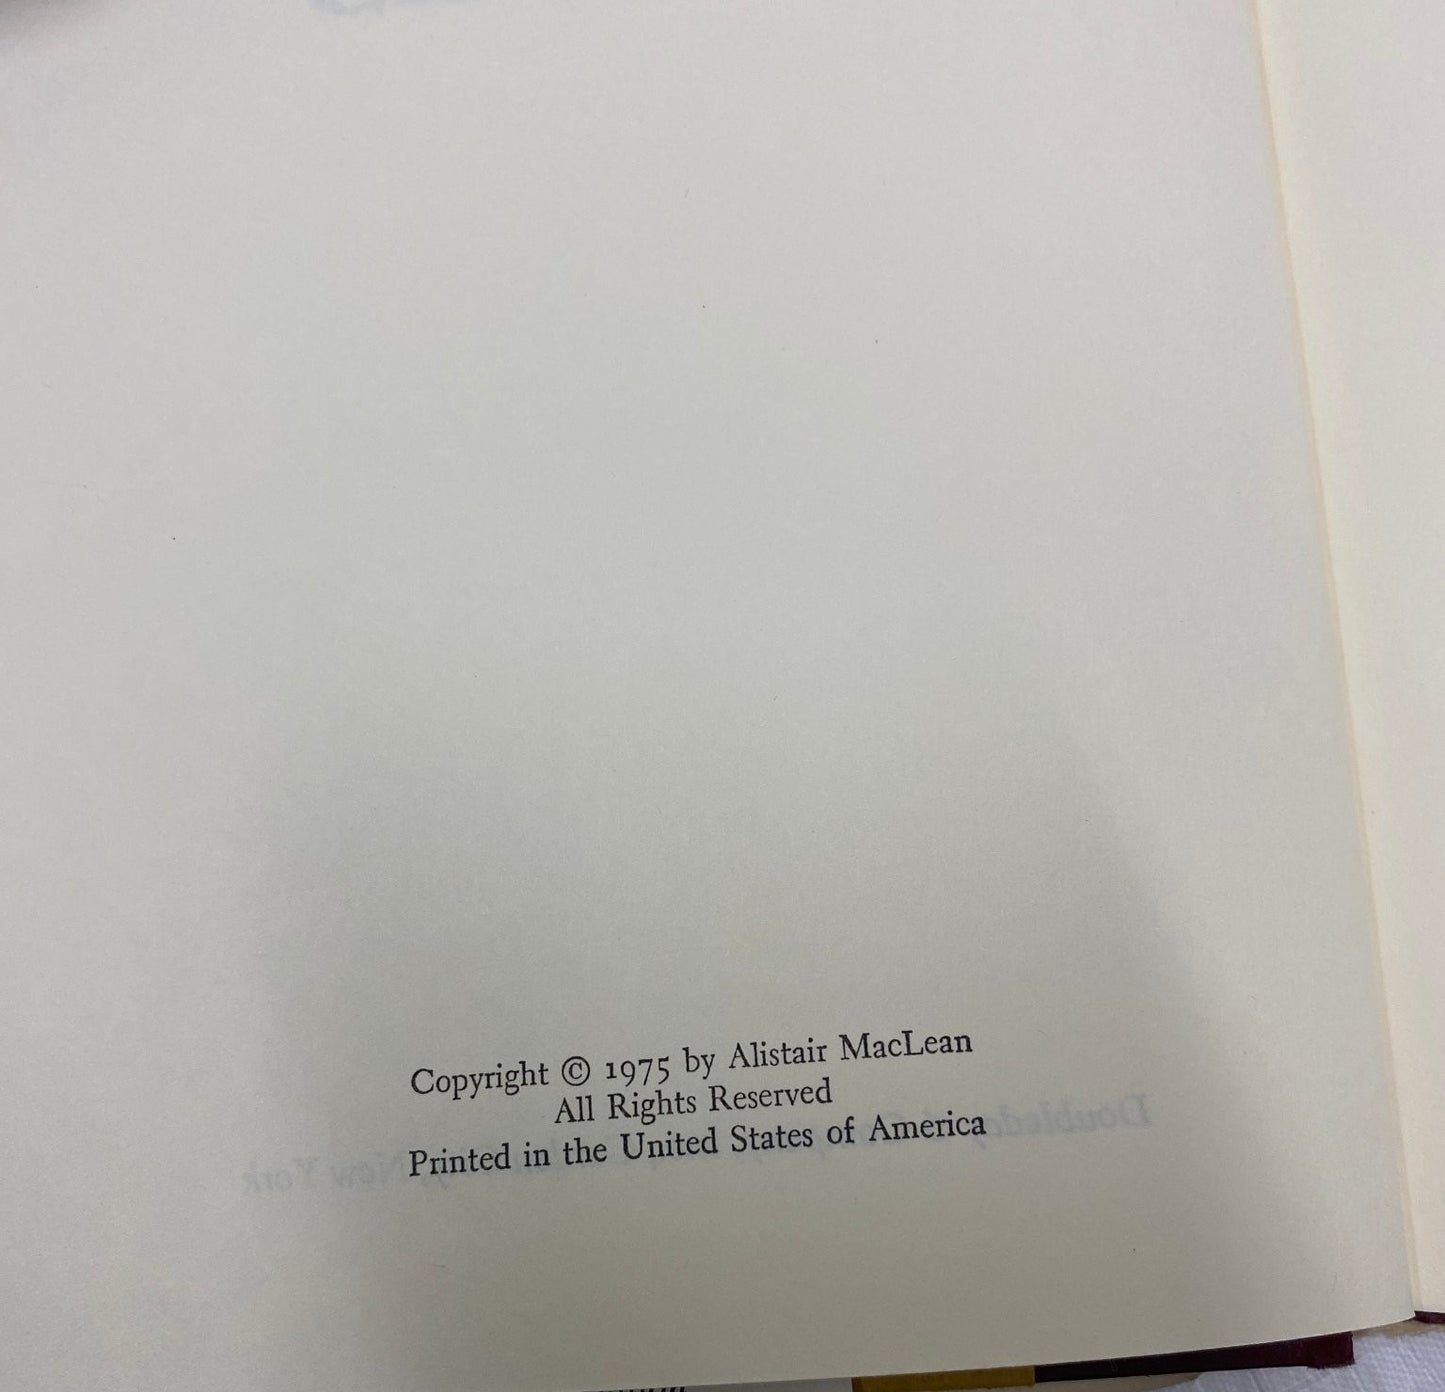 Copyright © 1975 by Alistair MacLean
All Rights Reserved
Printed in the United States of America